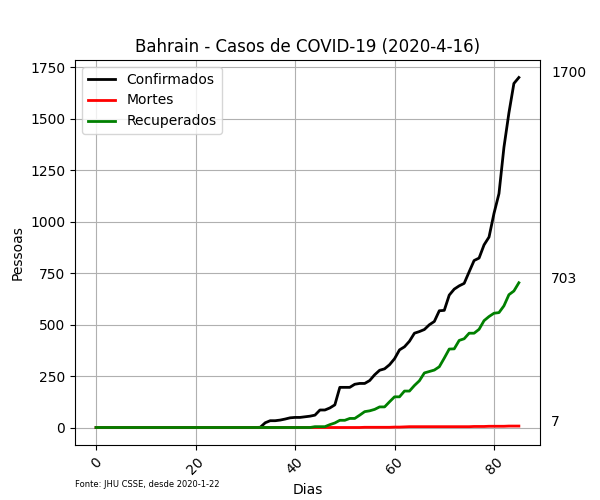 Bahrain - Casos de COVID-19 (2020-4-16)
Confirmados
Mortes
Recuperados
1750
1500
1250
1000
750
500
250
0
Pessoas
1700
703
7
0
20
40
60
80
Dias
Fonte: JHU CSSE, desde 2020-1-22